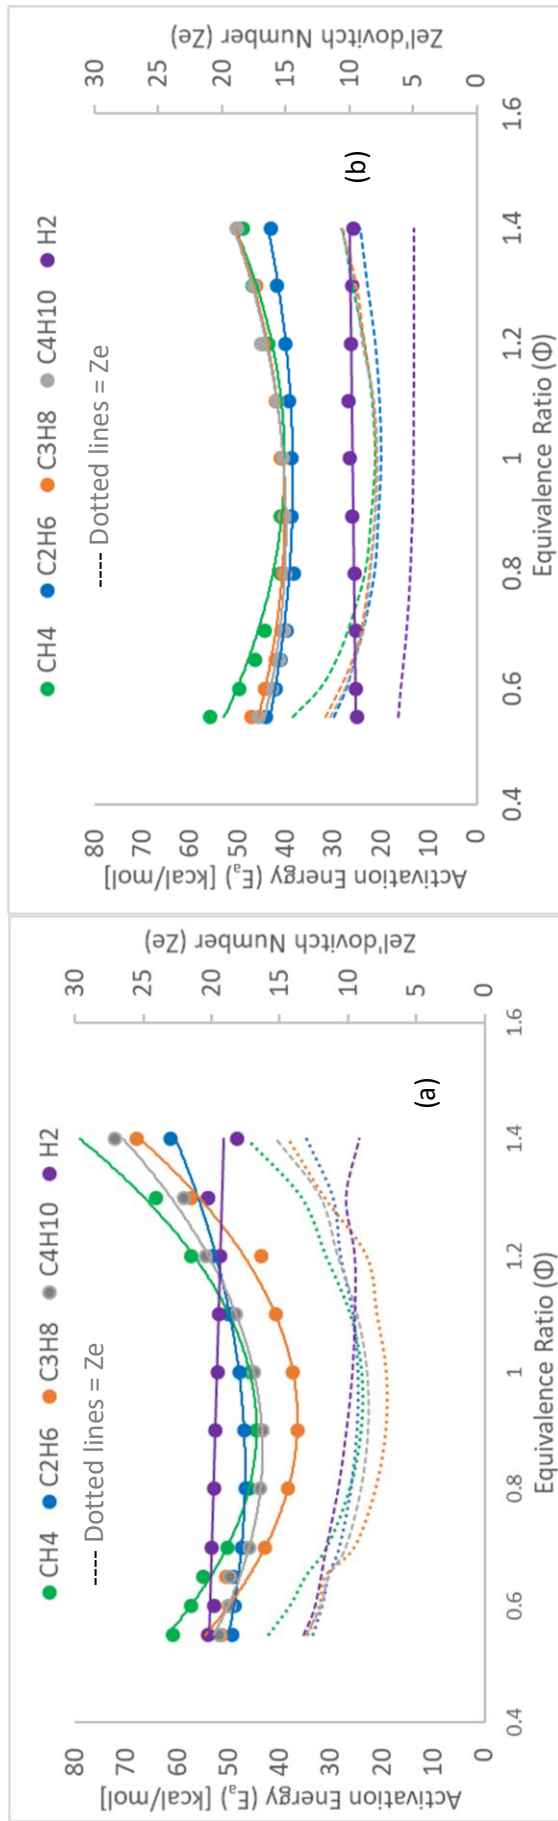 CH4 C2H6 C3H8 C4H10 H2
---- Dotted lines = Ze
Activation Energy (Eₐ) [kcal/mol]
80
70
60
50
40
30
20
10
0
Zel'dovitch Number (Ze)
30
25
20
15
10
5
0
(a)
0.4 0.6 0.8 1 1.2 1.4 1.6
Equivalence Ratio (Φ)
CH4 C2H6 C3H8 C4H10 H2
---- Dotted lines = Ze
Activation Energy (Eₐ) [kcal/mol]
80
70
60
50
40
30
20
10
0
Zel'dovitch Number (Ze)
30
25
20
15
10
5
0
(b)
0.4 0.6 0.8 1 1.2 1.4 1.6
Equivalence Ratio (Φ)